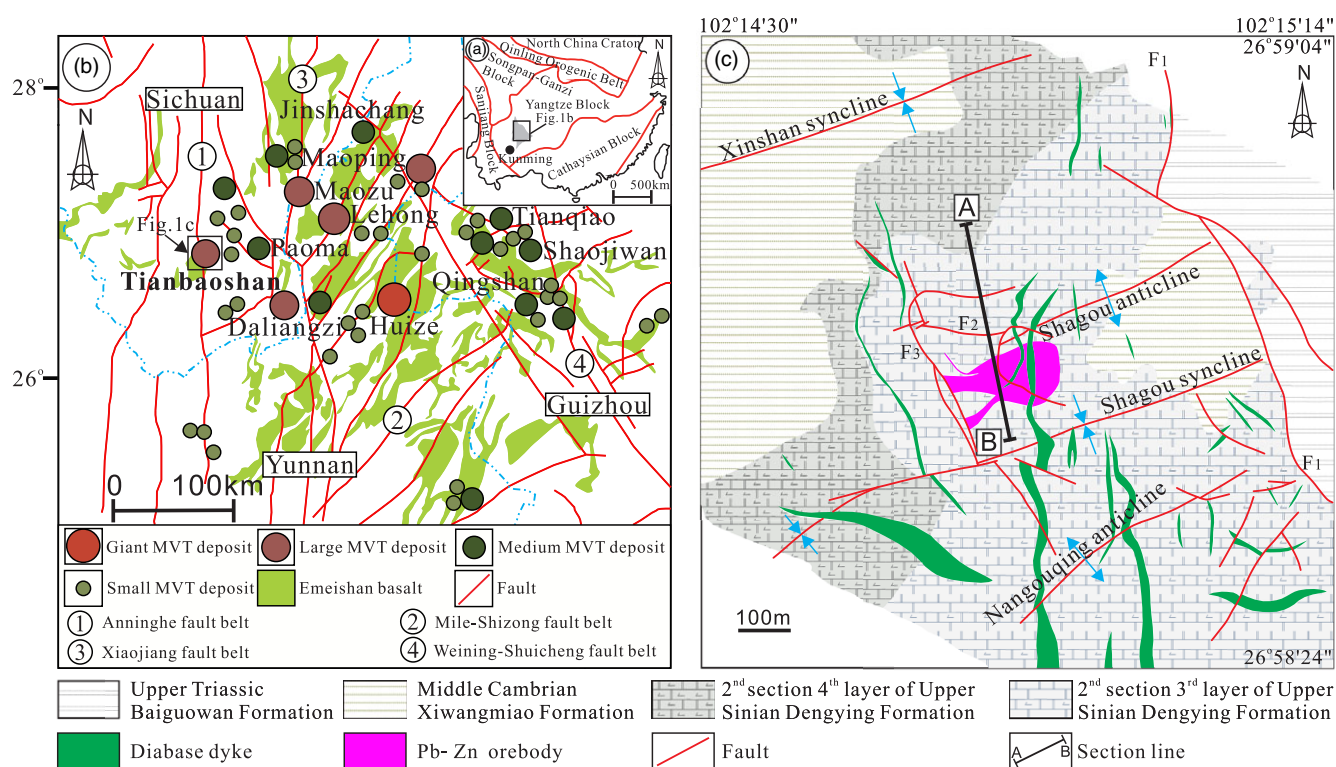 (b)
28°
26°
N
Sichuan
①
③
Jinshachang
Maoping
Maozu
Lehong
Fig.1c
Paoma
Tianbaoshan
Daliangzi
Huize
Tianqiao
Shaojiwan
Qingshan
④
Guizhou
②
Yunnan
0 100km
(a)
North China Craton
N
Qinling Orogenic Belt
Songpan-Ganzi
Block
Sanjiang Block
Yangtze Block
Fig.1b
Kunming
Cathaysian Block
0 500km
Giant MVT deposit
Large MVT deposit
Medium MVT deposit
Small MVT deposit
Emeishan basalt
Fault
① Anninghe fault belt
② Mile-Shizong fault belt
③ Xiaojiang fault belt
④ Weining-Shuicheng fault belt
102°14'30"
102°15'14"
26°59'04"
(c)
F1
N
Xinshan syncline
A
Shagou anticline
F2
F3
Shagou syncline
B
F1
Nangouqing anticline
100m
26°58'24"
Upper Triassic
Baiguowan Formation
Middle Cambrian
Xiwangmiao Formation
2nd section 4th layer of Upper
Sinian Dengying Formation
2nd section 3rd layer of Upper
Sinian Dengying Formation
Diabase dyke
Pb- Zn orebody
Fault
A B
Section line